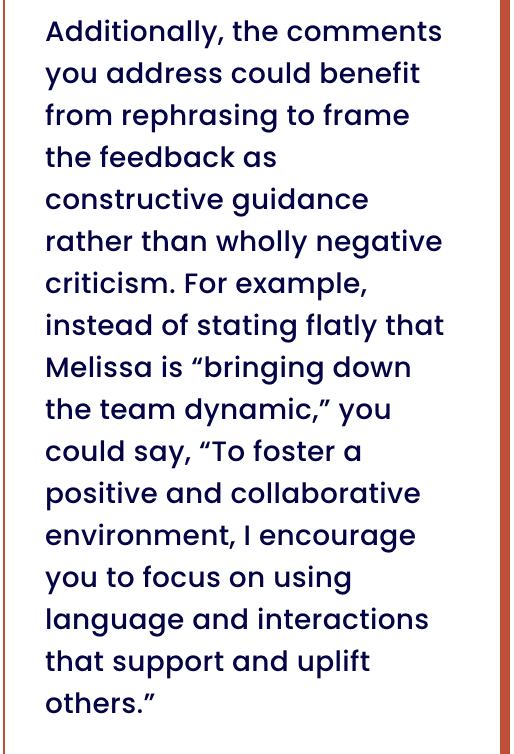 Additionally, the comments
you address could benefit
from rephrasing to frame
the feedback as
constructive guidance
rather than wholly negative
criticism. For example,
instead of stating flatly that
Melissa is “bringing down
the team dynamic,” you
could say, “To foster a
positive and collaborative
environment, I encourage
you to focus on using
language and interactions
that support and uplift
others.”